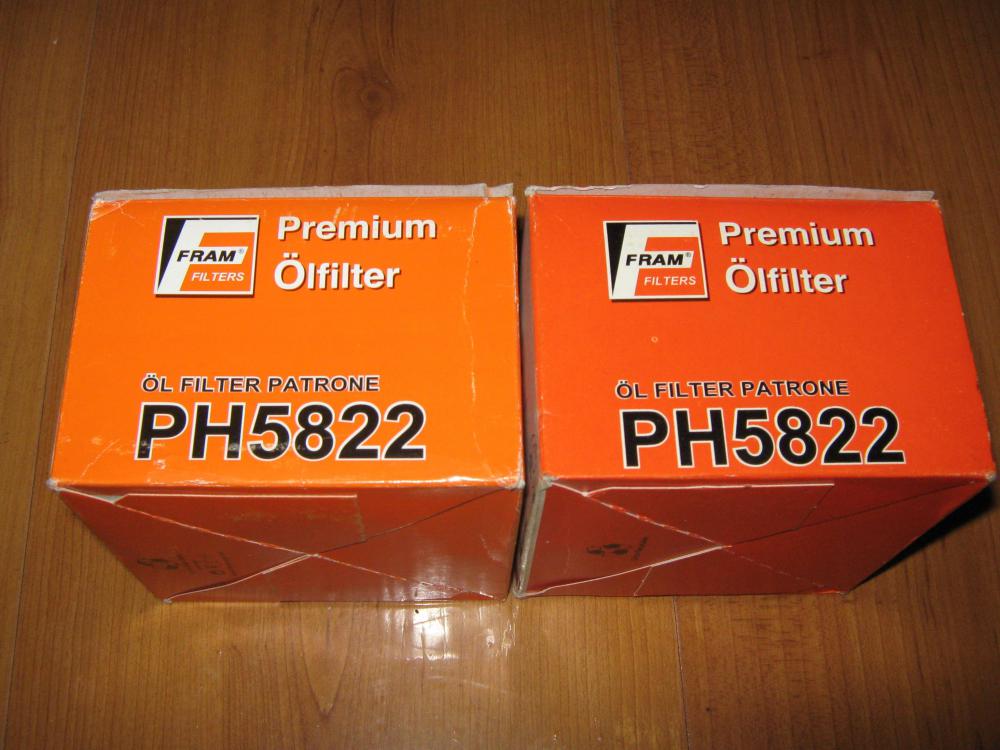 FRAM®
FILTERS
Premium
Ölfilter
ÖL FILTER PATRONE
PH5822
FRAM®
FILTERS
Premium
Ölfilter
ÖL FILTER PATRONE
PH5822